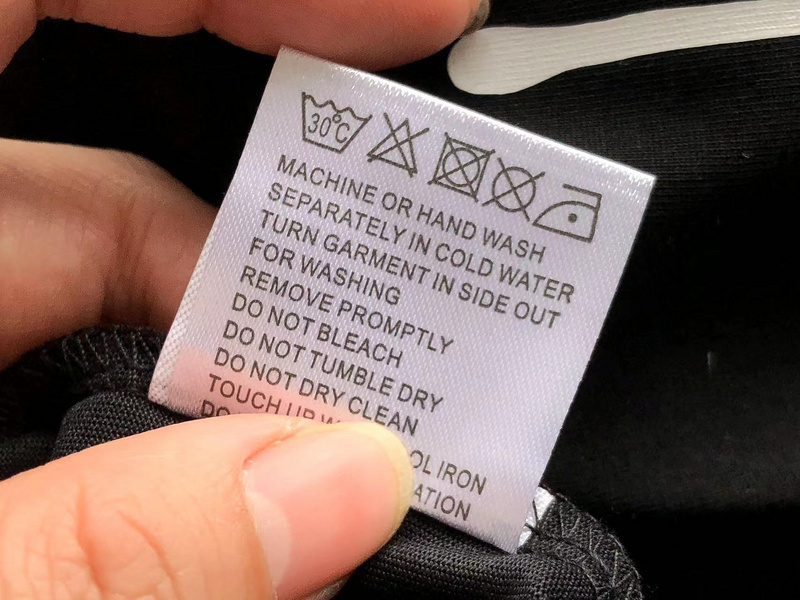 30°C
MACHINE OR HAND WASH
SEPARATELY IN COLD WATER
TURN GARMENT IN SIDE OUT
FOR WASHING
REMOVE PROMPTLY
DO NOT BLEACH
DO NOT TUMBLE DRY
DO NOT DRY CLEAN
TOUCH UP IRON